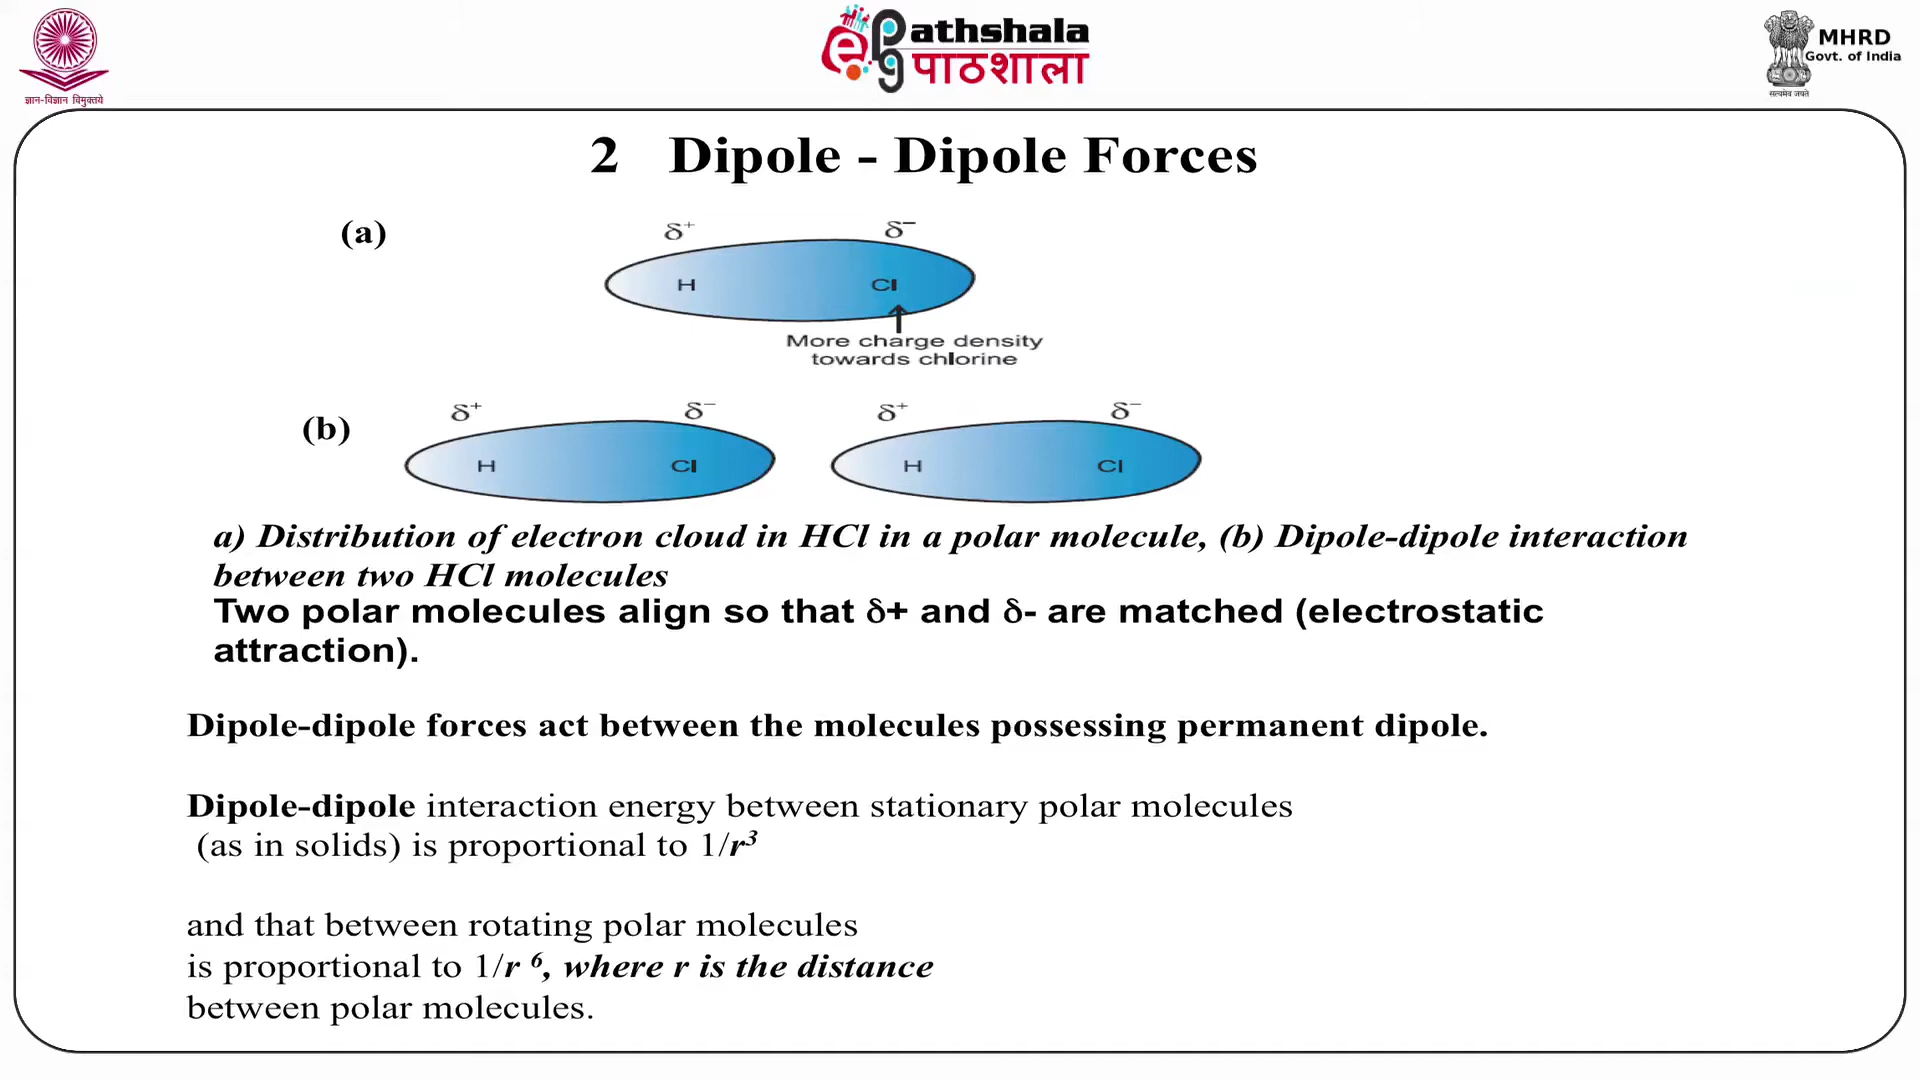 ज्ञान-विज्ञान विमुक्तये
ePGathshala
पाठशाला
MHRD
Govt. of India
सत्यमेव जयते
2 Dipole - Dipole Forces
(a)
δ⁺ δ⁻
H Cl
More charge density
towards chlorine
(b)
δ⁺ δ⁻ δ⁺ δ⁻
H Cl H Cl
a) Distribution of electron cloud in HCl in a polar molecule, (b) Dipole-dipole interaction
between two HCl molecules
Two polar molecules align so that δ+ and δ- are matched (electrostatic
attraction).
Dipole-dipole forces act between the molecules possessing permanent dipole.
Dipole-dipole interaction energy between stationary polar molecules
(as in solids) is proportional to 1/r³
and that between rotating polar molecules
is proportional to 1/r ⁶, where r is the distance
between polar molecules.